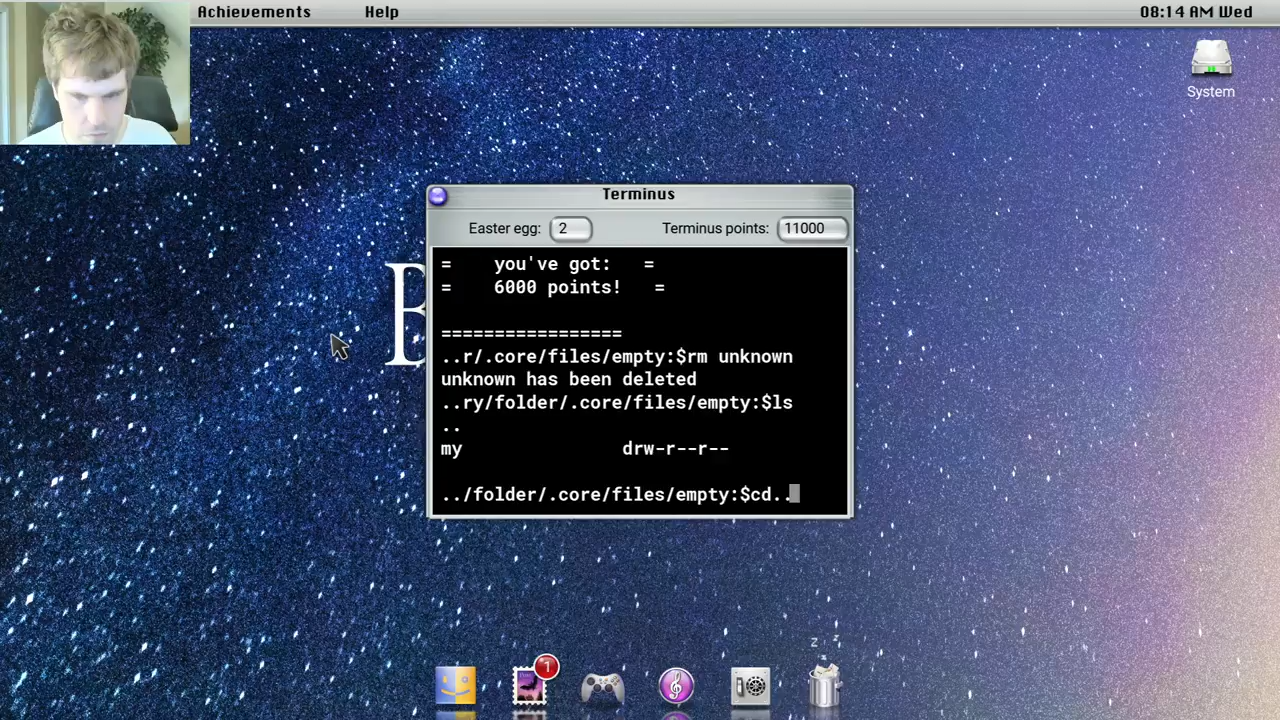 Achievements Help 08:14 AM Wed
System
Terminus
Easter egg: 2 Terminus points: 11000
= you've got: =
= 6000 points! =
=================
..r/.core/files/empty:$rm unknown
unknown has been deleted
..ry/folder/.core/files/empty:$ls
..
my drw-r--r--
../folder/.core/files/empty:$cd..
B
z z z
1